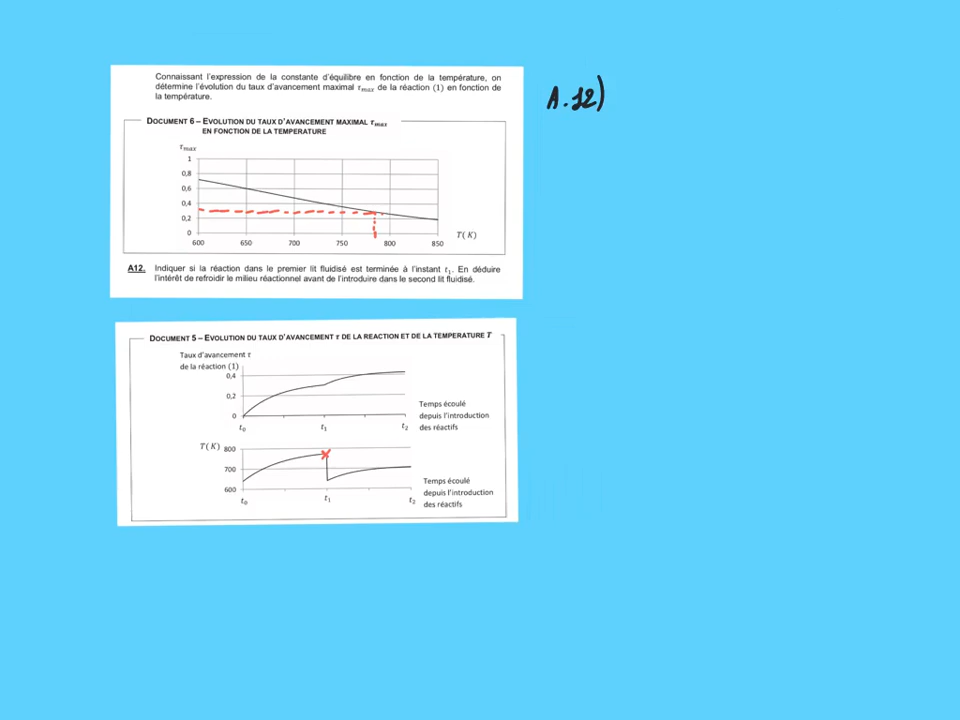 Connaissant l'expression de la constante d'équilibre en fonction de la température, on
détermine l'évolution du taux d'avancement maximal τmax de la réaction (1) en fonction de
la température.
A.12)
DOCUMENT 6 – EVOLUTION DU TAUX D'AVANCEMENT MAXIMAL τmax
EN FONCTION DE LA TEMPERATURE
τmax
1
0,8
0,6
0,4
0,2
0
600 650 700 750 800 850
T(K)
A12. Indiquer si la réaction dans le premier lit fluidisé est terminée à l'instant t1. En déduire
l'intérêt de refroidir le milieu réactionnel avant de l'introduire dans le second lit fluidisé.
DOCUMENT 5 – EVOLUTION DU TAUX D'AVANCEMENT τ DE LA REACTION ET DE LA TEMPERATURE T
Taux d'avancement τ
de la réaction (1)
0,4
0,2
0
t0 t1 t2
Temps écoulé
depuis l'introduction
des réactifs
T(K)
800
700
600
t0 t1 t2
Temps écoulé
depuis l'introduction
des réactifs